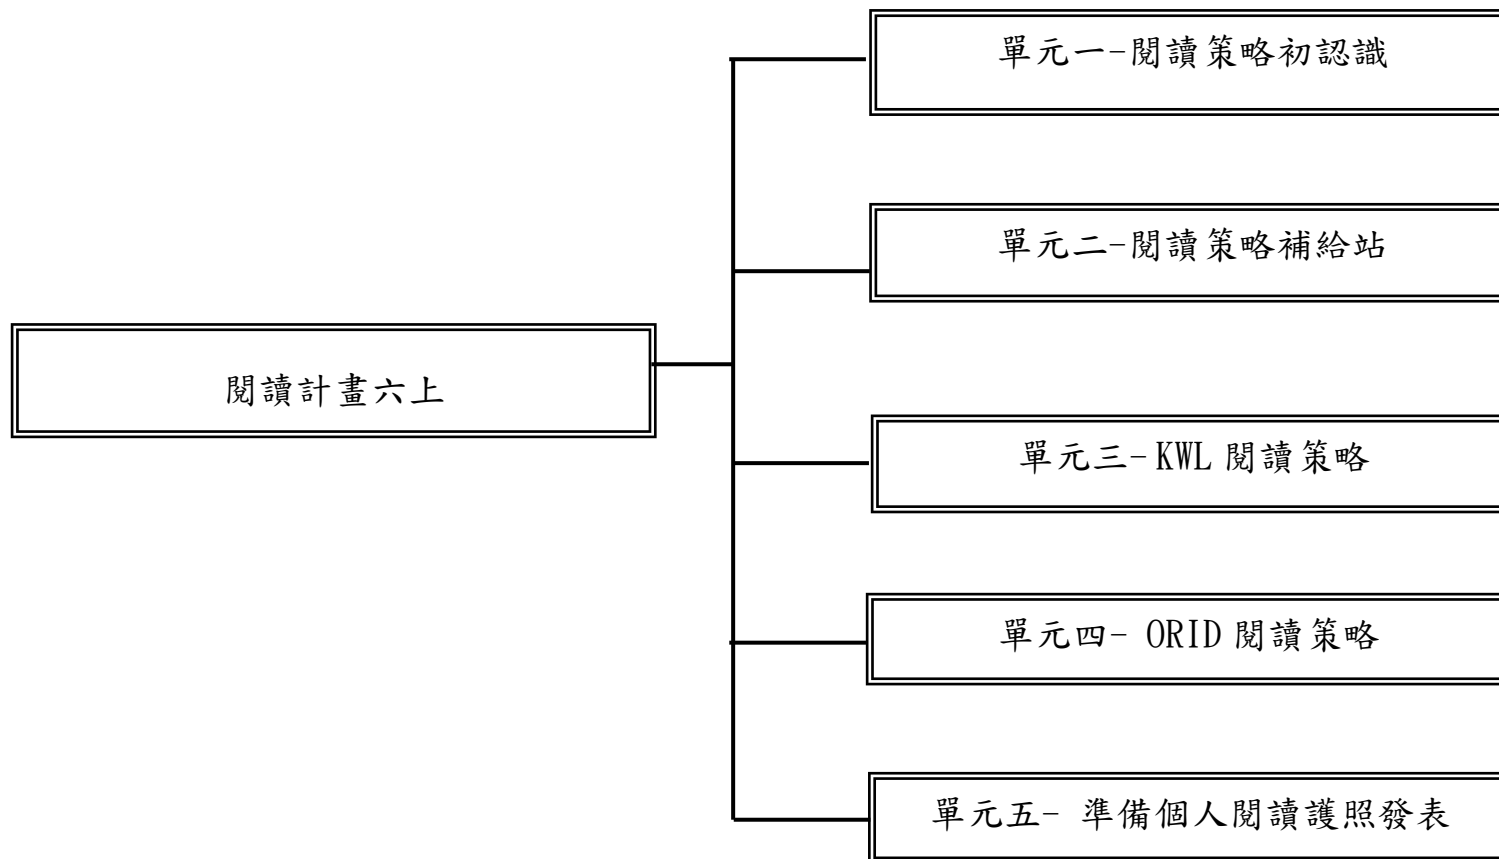 單元一-閱讀策略初認識
單元二-閱讀策略補給站
閱讀計畫六上
單元三-KWL 閱讀策略
單元四- ORID 閱讀策略
單元五- 準備個人閱讀護照發表